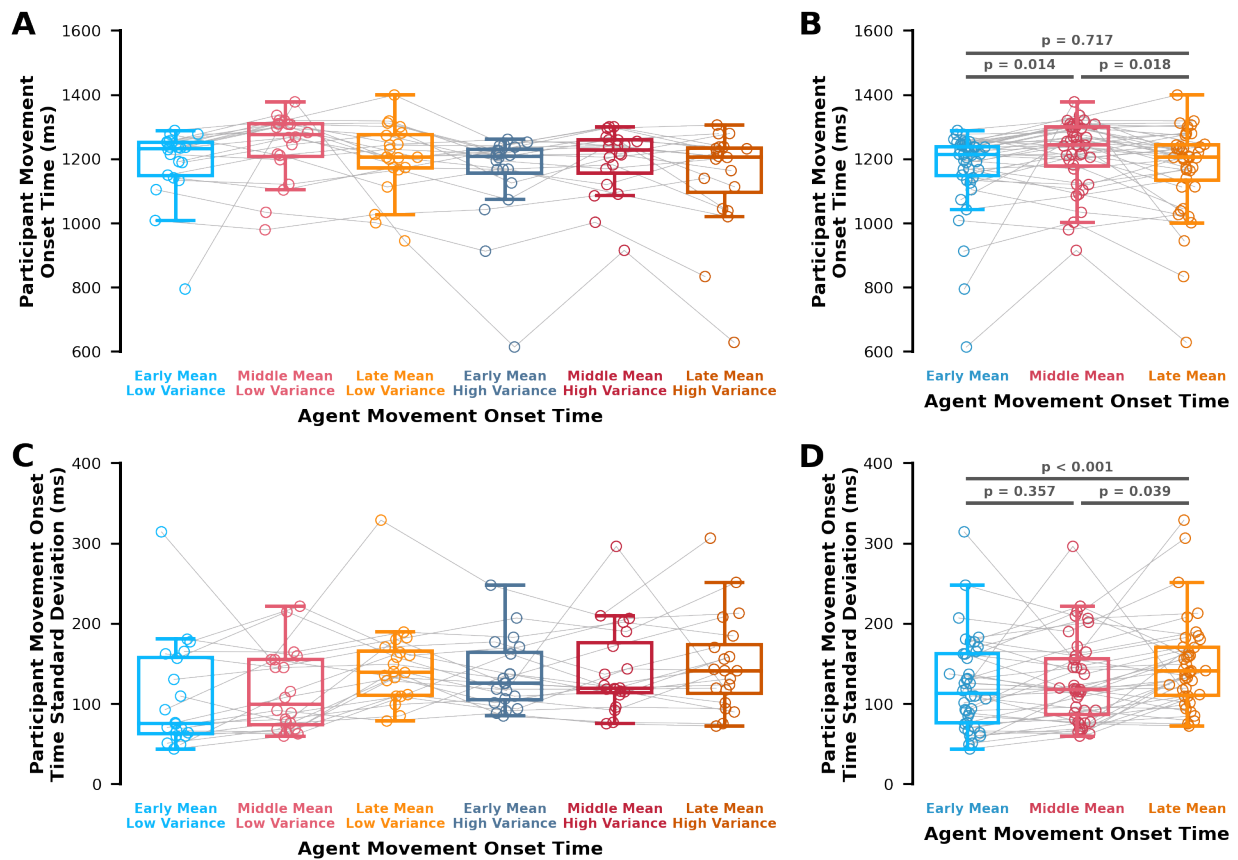 A
Participant Movement
Onset Time (ms)
1600
1400
1200
1000
800
600
Early Mean
Low Variance
Middle Mean
Low Variance
Late Mean
Low Variance
Early Mean
High Variance
Middle Mean
High Variance
Late Mean
High Variance
Agent Movement Onset Time
B
Participant Movement
Onset Time (ms)
1600
1400
1200
1000
800
600
p = 0.717
p = 0.014
p = 0.018
Early Mean
Middle Mean
Late Mean
Agent Movement Onset Time
C
Participant Movement Onset
Time Standard Deviation (ms)
400
300
200
100
0
Early Mean
Low Variance
Middle Mean
Low Variance
Late Mean
Low Variance
Early Mean
High Variance
Middle Mean
High Variance
Late Mean
High Variance
Agent Movement Onset Time
D
Participant Movement Onset
Time Standard Deviation (ms)
400
300
200
100
0
p < 0.001
p = 0.357
p = 0.039
Early Mean
Middle Mean
Late Mean
Agent Movement Onset Time